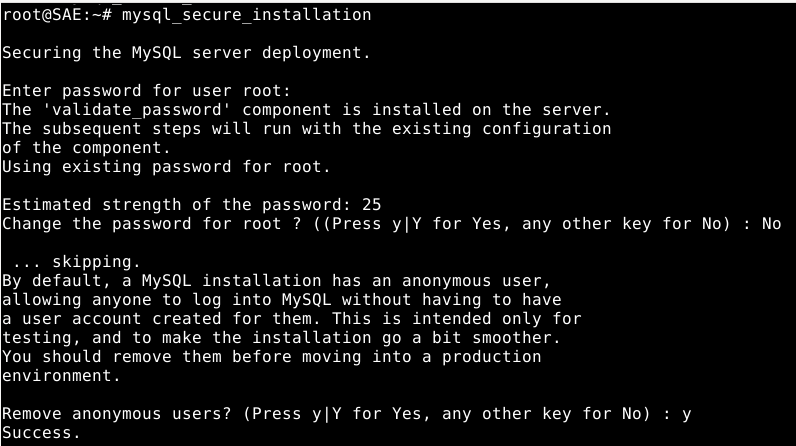 root@SAE:~# mysql_secure_installation
Securing the MySQL server deployment.
Enter password for user root:
The 'validate_password' component is installed on the server.
The subsequent steps will run with the existing configuration
of the component.
Using existing password for root.
Estimated strength of the password: 25
Change the password for root ? ((Press y|Y for Yes, any other key for No) : No
 ... skipping.
By default, a MySQL installation has an anonymous user,
allowing anyone to log into MySQL without having to have
a user account created for them. This is intended only for
testing, and to make the installation go a bit smoother.
You should remove them before moving into a production
environment.
Remove anonymous users? (Press y|Y for Yes, any other key for No) : y
Success.